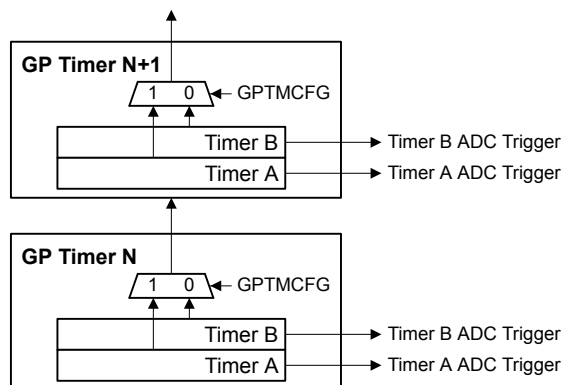 GP Timer N+1
1 0 GPTMCFG
Timer B Timer B ADC Trigger
Timer A Timer A ADC Trigger
GP Timer N
1 0 GPTMCFG
Timer B Timer B ADC Trigger
Timer A Timer A ADC Trigger